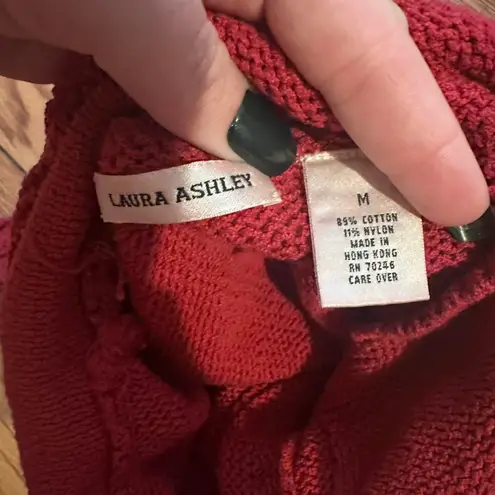 LAURA ASHLEY
M
89% COTTON
11% NYLON
MADE IN
HONG KONG
RN 70246
CARE OVER